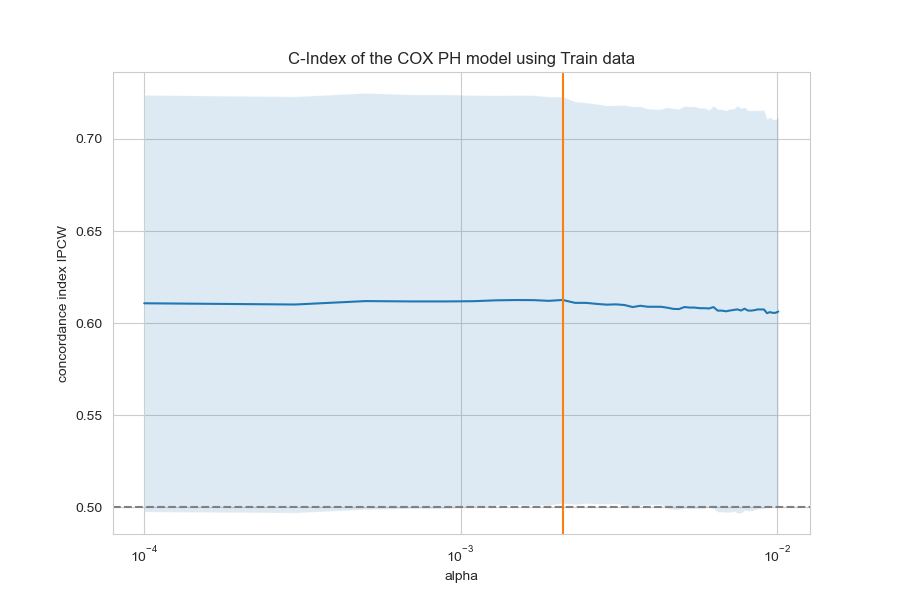 C-Index of the COX PH model using Train data
concordance index IPCW
0.70
0.65
0.60
0.55
0.50
10⁻⁴
10⁻³
10⁻²
alpha